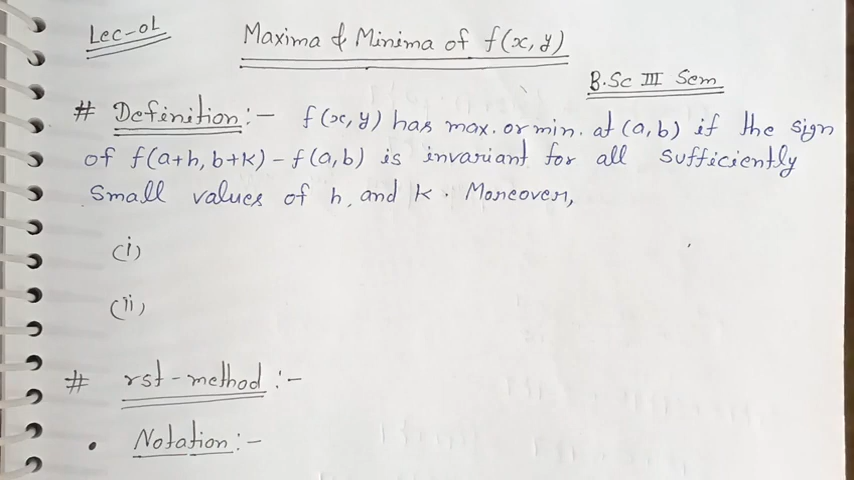 Lec-01
Maxima & Minima of f(x, y)
B.Sc III Sem
# Definition:- f(x, y) has max. or min. at (a, b) if the sign
of f(a+h, b+k) - f(a, b) is invariant for all sufficiently
small values of h, and k. Moreover,
(i)
(ii)
# rst-method:-
• Notation:-